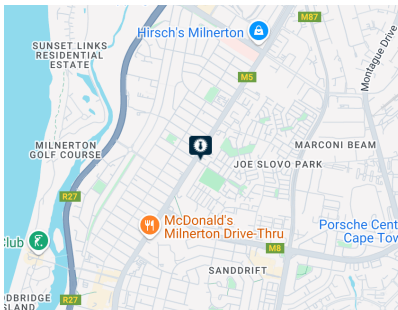 M87
Hirsch's Milnerton
SUNSET LINKS
RESIDENTIAL
ESTATE
Montague Drive
M5
MILNERTON
GOLF COURSE
MARCONI BEAM
JOE SLOVO PARK
R27
McDonald's
Milnerton Drive-Thru
Porsche Cent
Cape Tow
Club
M8
SANDDRIFT
ODBRIDGE
ISLAND
R27